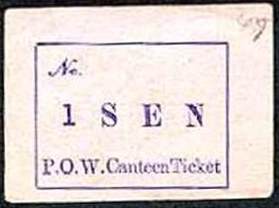 No.
1 SEN
P.O.W. Canteen Ticket